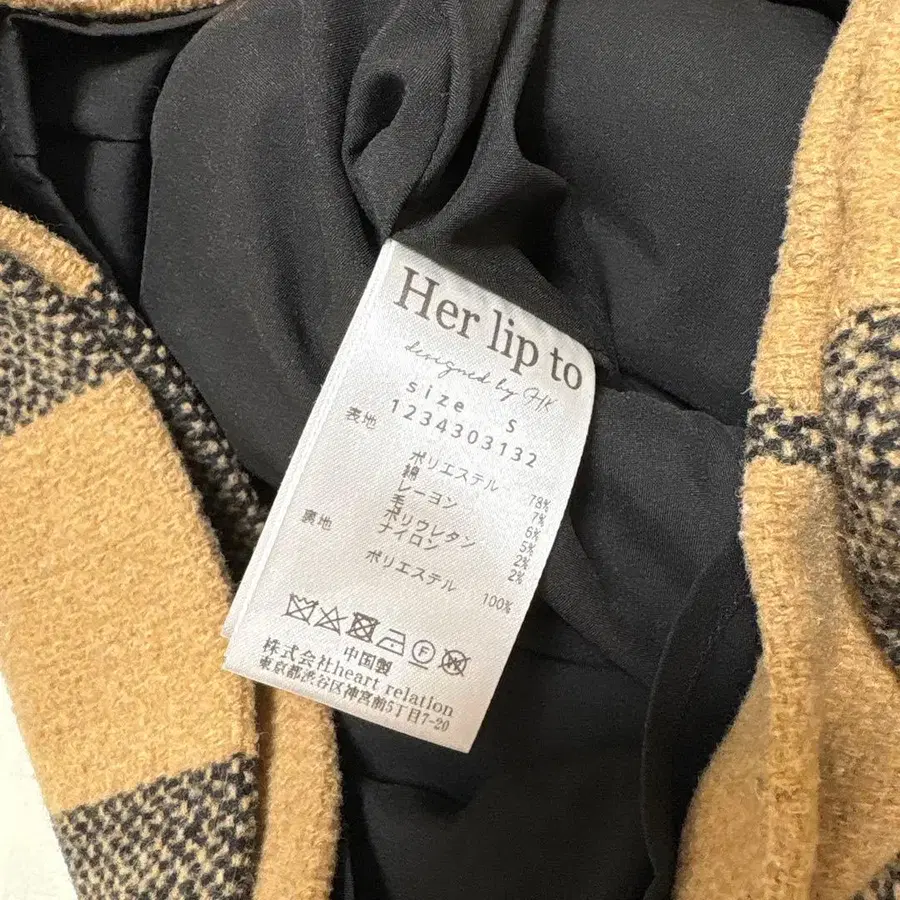 Her lip to
designed by HK
size S
1234303132
表地
ポリエステル 78%
綿 7%
レーヨン 6%
毛 5%
ポリウレタン 2%
ナイロン 2%
裏地
ポリエステル 100%
中国製
株式会社heart relation
東京都渋谷区神宮前5丁目7-20